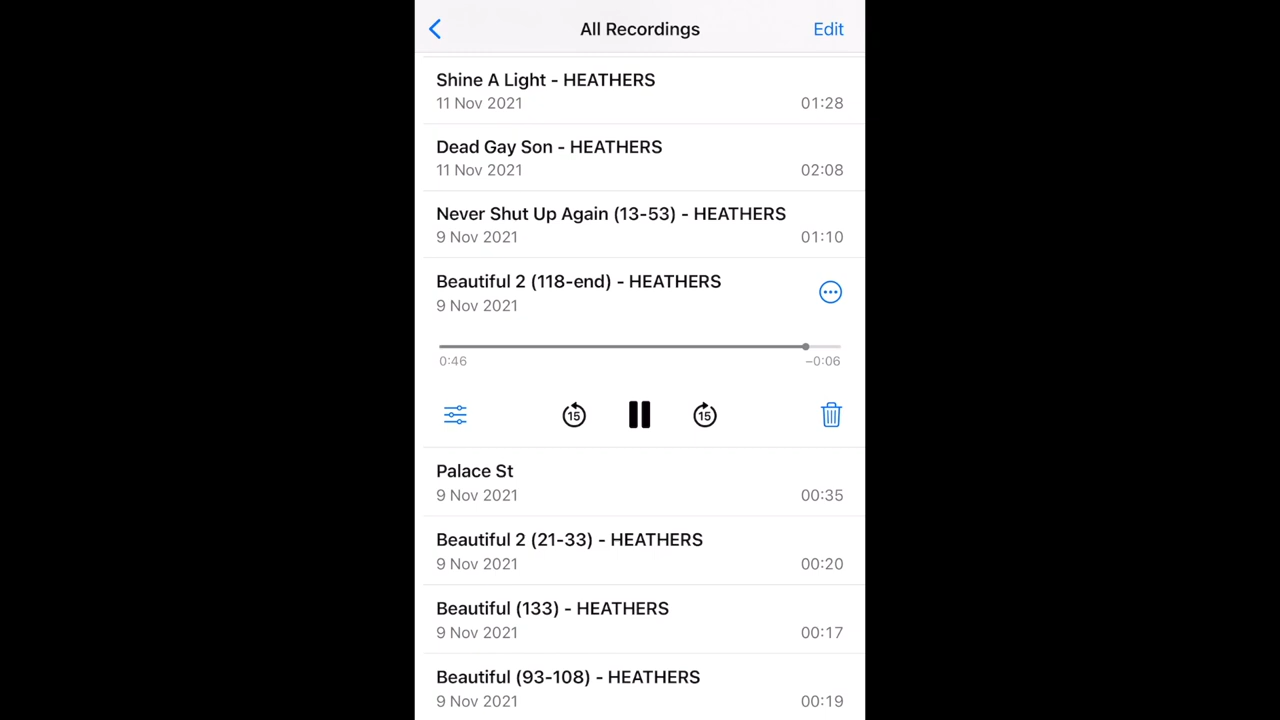 All Recordings
Edit
Shine A Light - HEATHERS
11 Nov 2021
01:28
Dead Gay Son - HEATHERS
11 Nov 2021
02:08
Never Shut Up Again (13-53) - HEATHERS
9 Nov 2021
01:10
Beautiful 2 (118-end) - HEATHERS
9 Nov 2021
0:46
−0:06
15
15
Palace St
9 Nov 2021
00:35
Beautiful 2 (21-33) - HEATHERS
9 Nov 2021
00:20
Beautiful (133) - HEATHERS
9 Nov 2021
00:17
Beautiful (93-108) - HEATHERS
9 Nov 2021
00:19